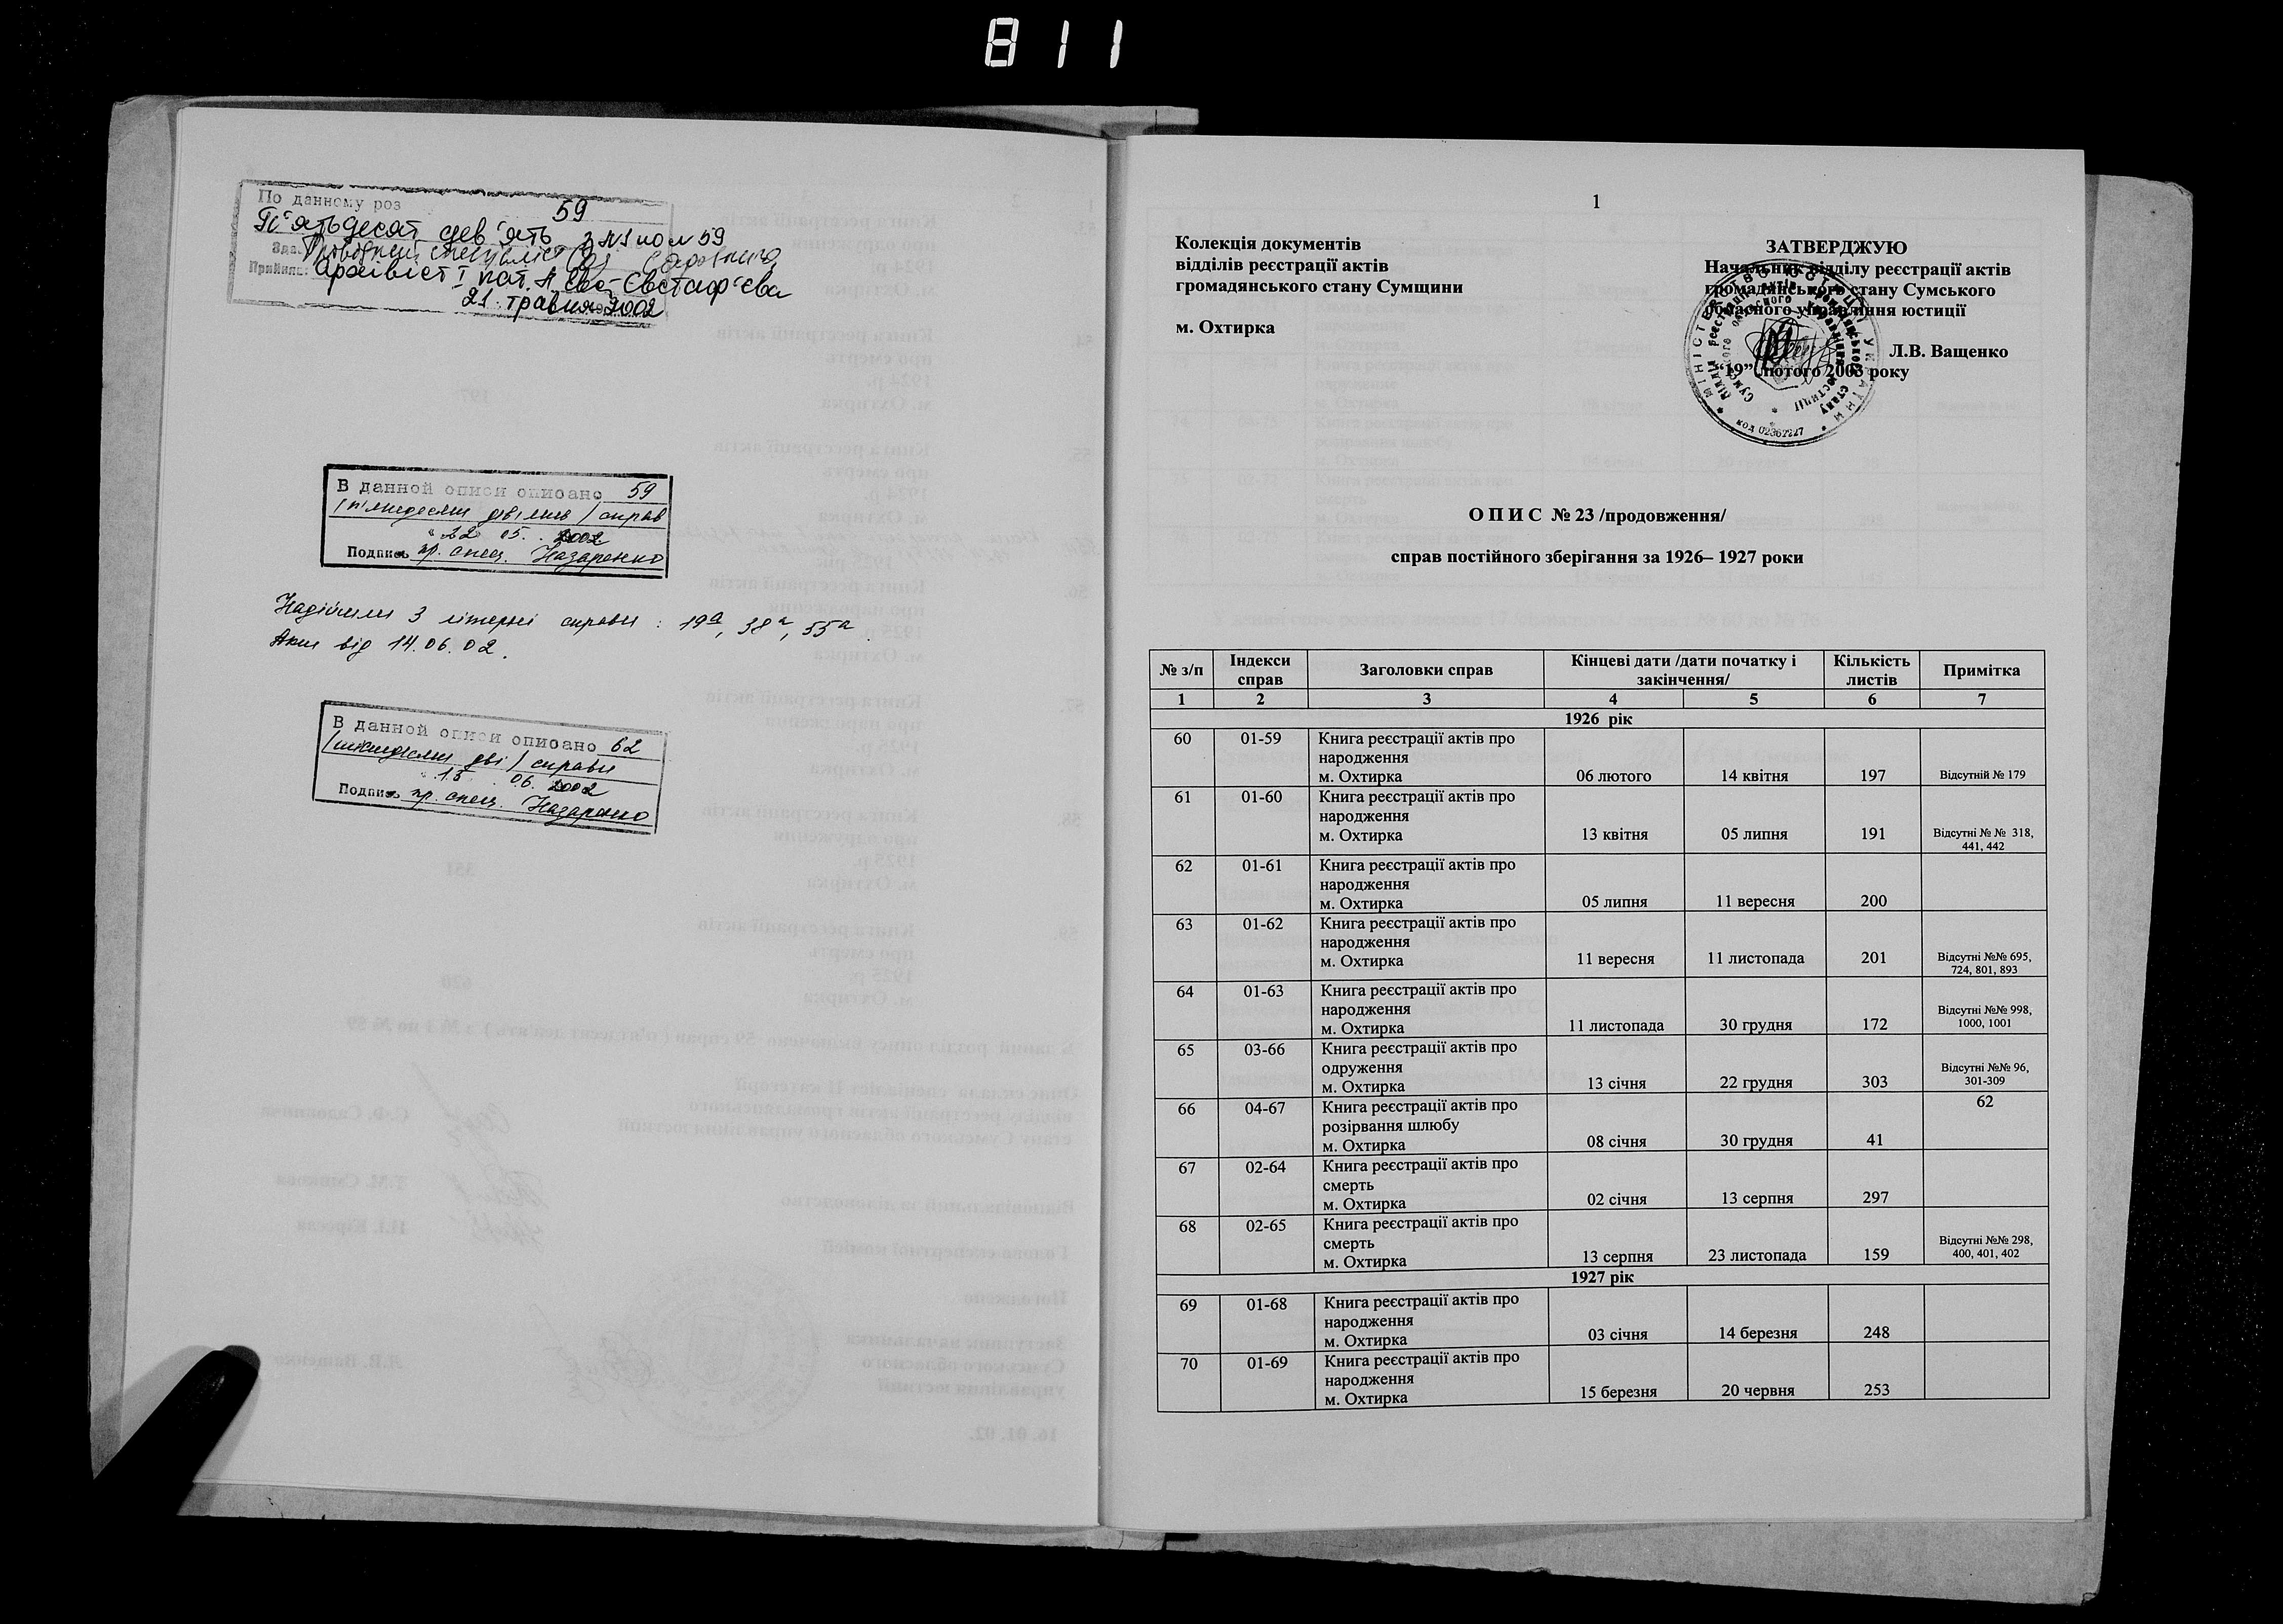 811
По данному роз
59
П'ятьдесят дев'ять з №1 по № 59
Зда
Провідний спеціаліст
Прийняла: Архівіст І кат. Євстаф'єва
21 травня 2002
В данной описи описано 59
/п'ятдесят дев'ять/ справ
" 22 05. 2002
Подпись пр. спец. Назаренко
Надійшли 3 літерні справи : 19а, 38а, 55а.
Акт від 14.06.02.
В данной описи описано 62
/шістдесят дві/ справи
" 15 . 06. 2002
Подпись пр. спец. Назаренко
1
Колекція документів
відділів реєстрації актів
громадянського стану Сумщини
м. Охтирка
ЗАТВЕРДЖУЮ
Начальник відділу реєстрації актів
громадянського стану Сумського
обласного управління юстиції
Л.В. Ващенко
"19" лютого 2003 року
код 02367227
О П И С № 23 /продовження/
справ постійного зберігання за 1926– 1927 роки
№ з/п Індекси справ Заголовки справ Кінцеві дати /дати початку і закінчення/ Кількість листів Примітка
1 2 3 4 5 6 7
1926 рік
60 01-59 Книга реєстрації актів про
народження
м. Охтирка 06 лютого 14 квітня 197 Відсутній № 179
61 01-60 Книга реєстрації актів про
народження
м. Охтирка 13 квітня 05 липня 191 Відсутні № № 318,
441, 442
62 01-61 Книга реєстрації актів про
народження
м. Охтирка 05 липня 11 вересня 200
63 01-62 Книга реєстрації актів про
народження
м. Охтирка 11 вересня 11 листопада 201 Відсутні №№ 695,
724, 801, 893
64 01-63 Книга реєстрації актів про
народження Відсутні №№ 998,
м. Охтирка 11 листопада 30 грудня 172 1000, 1001
65 03-66 Книга реєстрації актів про
одруження Відсутні №№ 96,
м. Охтирка 13 січня 22 грудня 303 301-309
66 04-67 Книга реєстрації актів про 62
розірвання шлюбу
м. Охтирка 08 січня 30 грудня 41
67 02-64 Книга реєстрації актів про
смерть
м. Охтирка 02 січня 13 серпня 297
68 02-65 Книга реєстрації актів про
смерть Відсутні №№ 298,
м. Охтирка 13 серпня 23 листопада 159 400, 401, 402
1927 рік
69 01-68 Книга реєстрації актів про
народження
м. Охтирка 03 січня 14 березня 248
70 01-69 Книга реєстрації актів про
народження
м. Охтирка 15 березня 20 червня 253